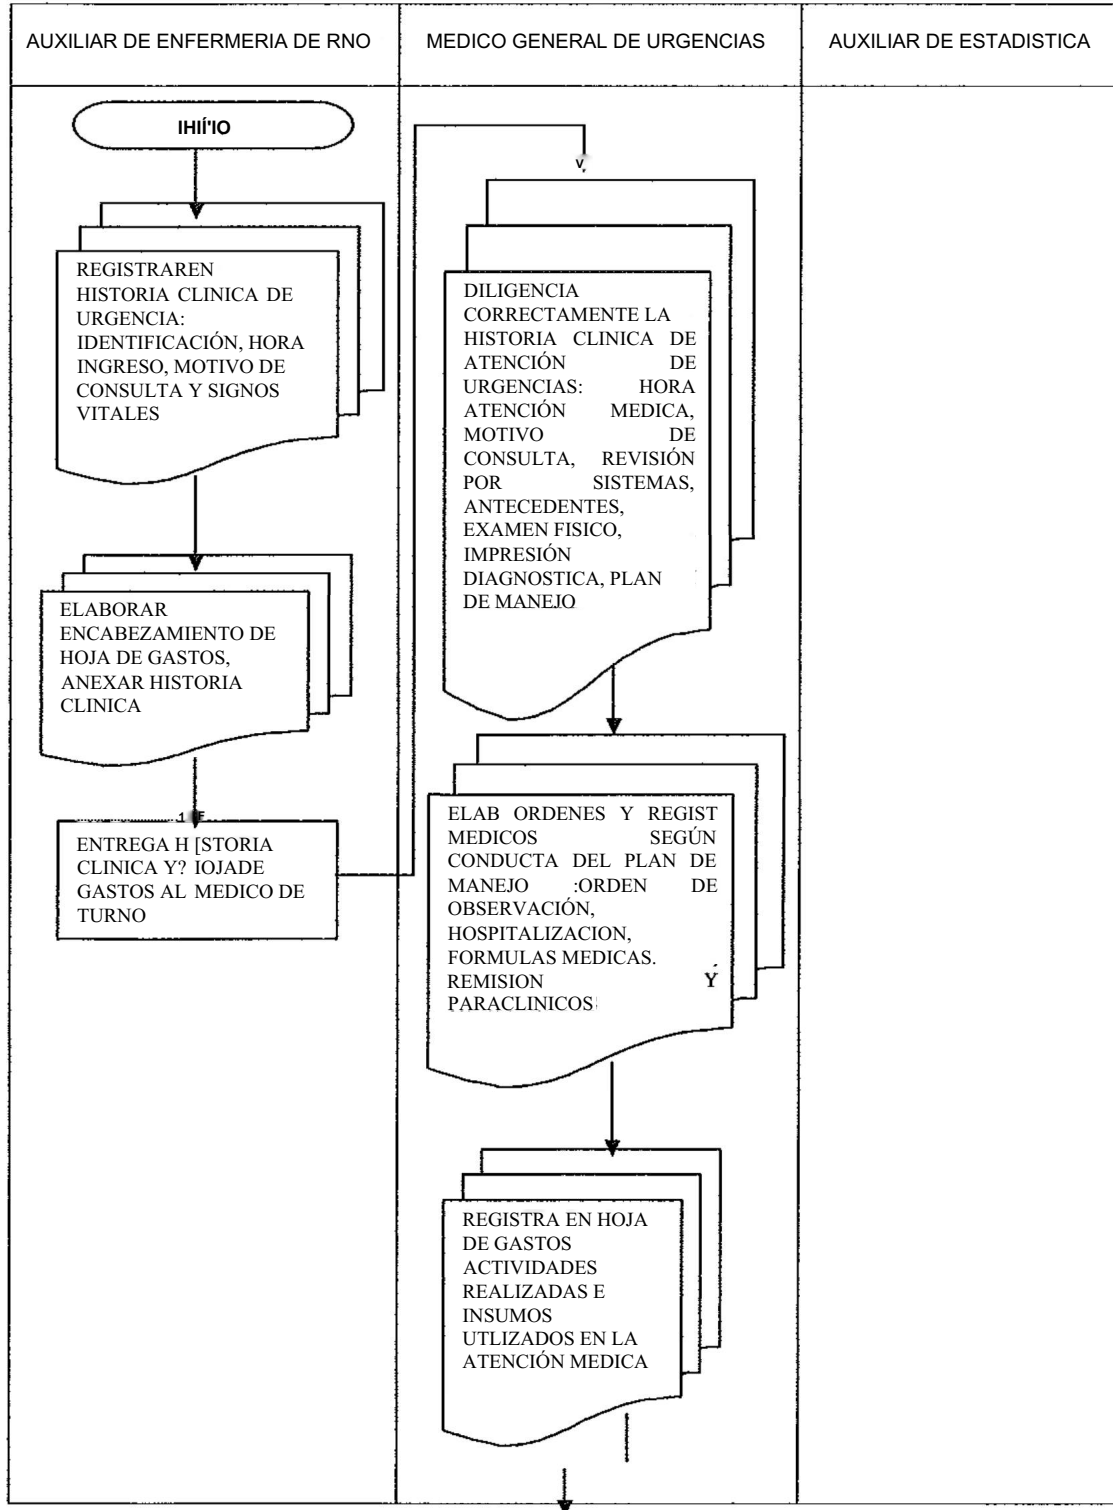 AUXILIAR DE ENFERMERIA DE RNO
MEDICO GENERAL DE URGENCIAS
AUXILIAR DE ESTADISTICA
IHIÍ'IO
REGISTRAREN
HISTORIA CLINICA DE
URGENCIA:
IDENTIFICACIÓN, HORA
INGRESO, MOTIVO DE
CONSULTA Y SIGNOS
VITALES
ELABORAR
ENCABEZAMIENTO DE
HOJA DE GASTOS,
ANEXAR HISTORIA
CLINICA
1 F
ENTREGA H [STORIA
CLINICA Y? IOJADE
GASTOS AL MEDICO DE
TURNO
V
DILIGENCIA
CORRECTAMENTE LA
HISTORIA CLINICA DE
ATENCIÓN DE
URGENCIAS: HORA
ATENCIÓN MEDICA,
MOTIVO DE
CONSULTA, REVISIÓN
POR SISTEMAS,
ANTECEDENTES,
EXAMEN FISICO,
IMPRESIÓN
DIAGNOSTICA, PLAN
DE MANEJO
ELAB ORDENES Y REGIST
MEDICOS SEGÚN
CONDUCTA DEL PLAN DE
MANEJO :ORDEN DE
OBSERVACIÓN,
HOSPITALIZACION,
FORMULAS MEDICAS.
REMISION Ý
PARACLINICOS
REGISTRA EN HOJA
DE GASTOS
ACTIVIDADES
REALIZADAS E
INSUMOS
UTLIZADOS EN LA
ATENCIÓN MEDICA